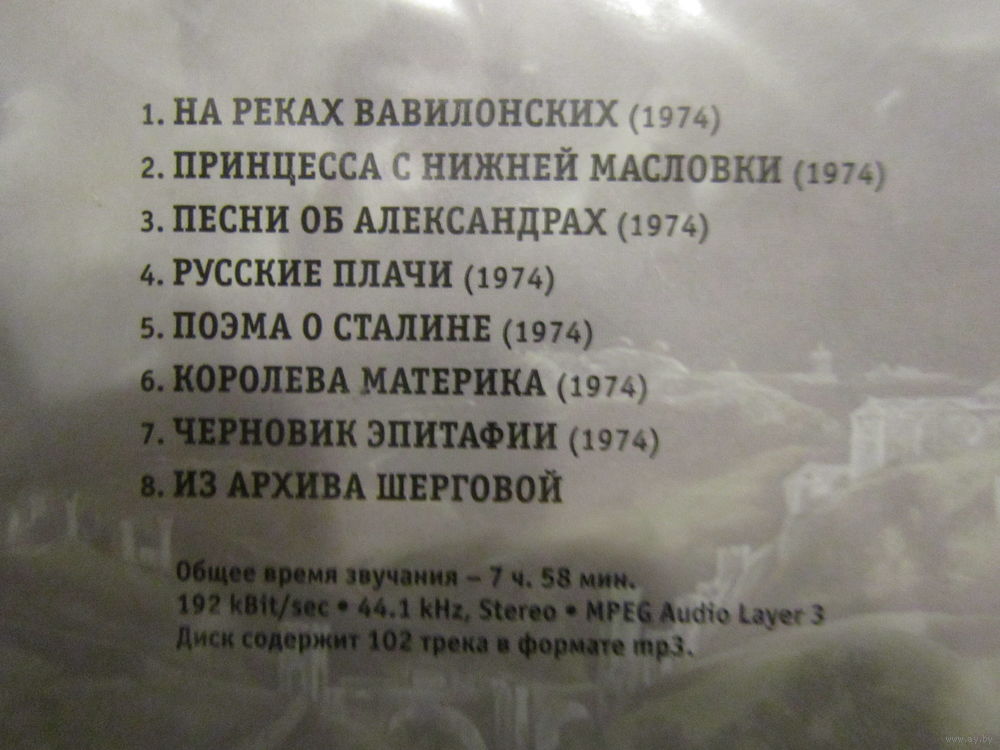 1. НА РЕКАХ ВАВИЛОНСКИХ (1974)
2. ПРИНЦЕССА С НИЖНЕЙ МАСЛОВКИ (1974)
3. ПЕСНИ ОБ АЛЕКСАНДРАХ (1974)
4. РУССКИЕ ПЛАЧИ (1974)
5. ПОЭМА О СТАЛИНЕ (1974)
6. КОРОЛЕВА МАТЕРИКА (1974)
7. ЧЕРНОВИК ЭПИТАФИИ (1974)
8. ИЗ АРХИВА ШЕРГОВОЙ
Общее время звучания – 7 ч. 58 мин.
192 kBit/sec • 44.1 kHz, Stereo • MPEG Audio Layer 3
Диск содержит 102 трека в формате mp3.
www.ay.by